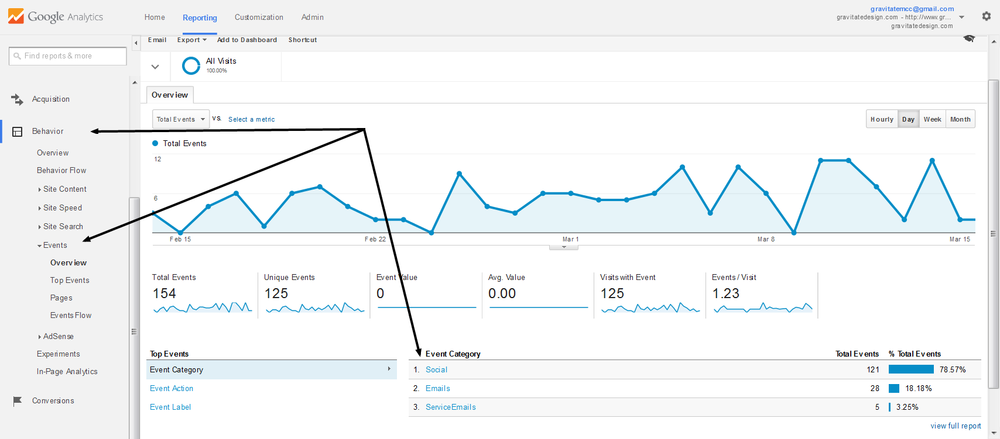 Google Analytics
Home Reporting Customization Admin
gravitatemcc@gmail.com
gravitatedesign.com - http://www.gr...
gravitatedesign.com
Email Export Add to Dashboard Shortcut
Find reports & more
All Visits
100.00%
Acquisition
Behavior
Overview
Behavior Flow
Site Content
Site Speed
Site Search
Events
Overview
Top Events
Pages
Events Flow
AdSense
Experiments
In-Page Analytics
Conversions
Overview
Total Events vs. Select a metric
Hourly Day Week Month
Total Events
12
6
Feb 15 Feb 22 Mar 1 Mar 8 Mar 15
Total Events Unique Events Event Value Avg. Value Visits with Event Events / Visit
154 125 0 0.00 125 1.23
Top Events
Event Category
Event Action
Event Label
Event Category Total Events % Total Events
1. Social 121 78.57%
2. Emails 28 18.18%
3. ServiceEmails 5 3.25%
view full report